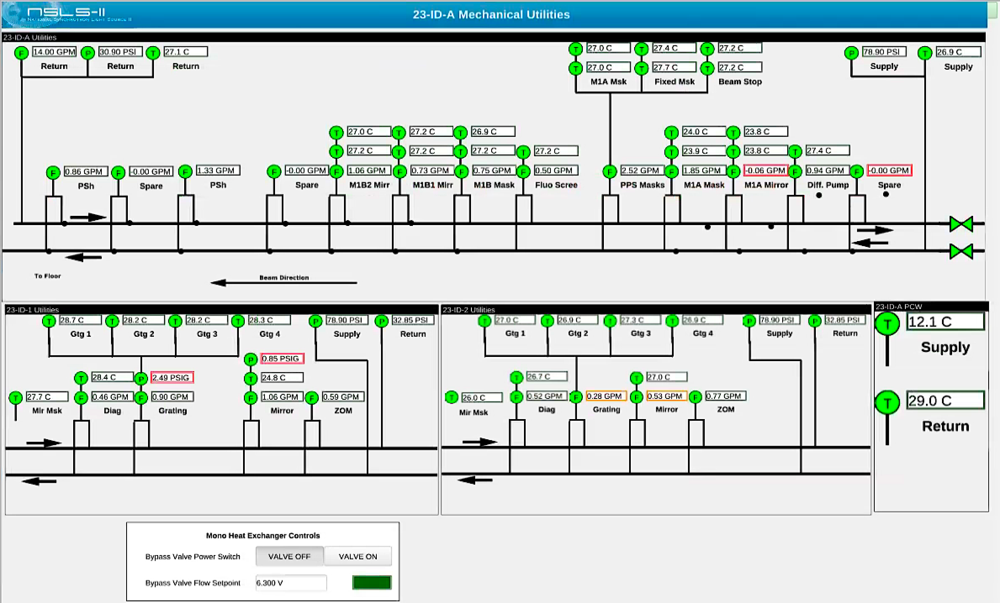 NSLS-II
NATIONAL SYNCHROTRON LIGHT SOURCE II
23-ID-A Mechanical Utilities
23-ID-A Utilities
F 14.00 GPM P 30.90 PSI T 27.1 C
Return Return Return
T 27.0 C T 27.4 C T 27.2 C
T 27.0 C T 27.7 C T 27.2 C
M1A Msk Fixed Msk Beam Stop
P 78.90 PSI T 26.9 C
Supply Supply
T 27.0 C T 27.2 C T 26.9 C
T 24.0 C T 23.8 C
T 27.2 C T 27.2 C T 27.2 C T 27.2 C
T 23.9 C T 23.8 C T 27.4 C
F 0.86 GPM F -0.00 GPM F 1.33 GPM F -0.00 GPM F 1.06 GPM F 0.73 GPM F 0.75 GPM F 0.50 GPM
F 2.52 GPM F 1.85 GPM F -0.06 GPM F 0.94 GPM F -0.00 GPM
PSh Spare PSh Spare M1B2 Mirr M1B1 Mirr M1B Mask Fluo Scree
PPS Masks M1A Mask M1A Mirror Diff. Pump Spare
To Floor
Beam Direction
23-ID-1 Utilities
T 28.7 C T 28.2 C T 28.2 C T 28.3 C P 78.90 PSI P 32.85 PSI
Gtg 1 Gtg 2 Gtg 3 Gtg 4 Supply Return
P 0.85 PSIG
T 28.4 C P 2.49 PSIG T 24.8 C
T 27.7 C F 0.46 GPM F 0.90 GPM F 1.06 GPM F 0.59 GPM
Mir Msk Diag Grating Mirror ZOM
23-ID-2 Utilities
T 27.0 C T 26.9 C T 27.3 C T 26.9 C P 78.90 PSI P 32.85 PSI
Gtg 1 Gtg 2 Gtg 3 Gtg 4 Supply Return
T 26.7 C T 27.0 C
T 26.0 C F 0.52 GPM F 0.28 GPM F 0.53 GPM F 0.77 GPM
Mir Msk Diag Grating Mirror ZOM
23-ID-A PCW
T 12.1 C
Supply
T 29.0 C
Return
Mono Heat Exchanger Controls
Bypass Valve Power Switch VALVE OFF VALVE ON
Bypass Valve Flow Setpoint 6.300 V